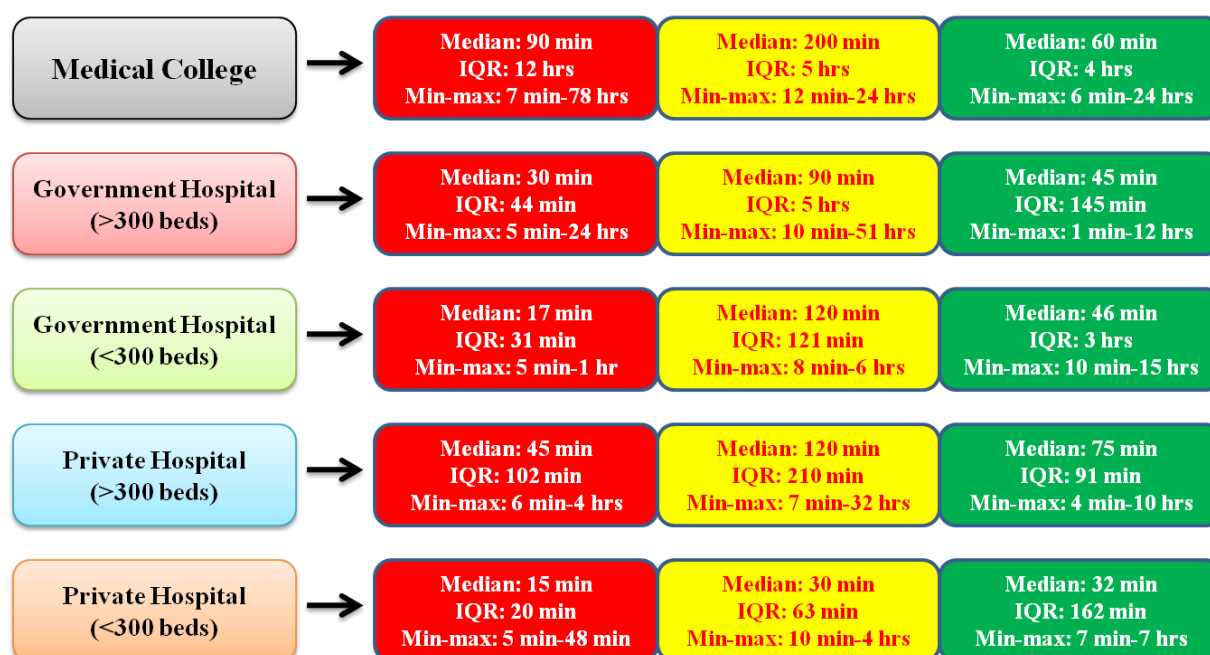 Medical College
Median: 90 min
IQR: 12 hrs
Min-max: 7 min-78 hrs
Median: 200 min
IQR: 5 hrs
Min-max: 12 min-24 hrs
Median: 60 min
IQR: 4 hrs
Min-max: 6 min-24 hrs
Government Hospital
(>300 beds)
Median: 30 min
IQR: 44 min
Min-max: 5 min-24 hrs
Median: 90 min
IQR: 5 hrs
Min-max: 10 min-51 hrs
Median: 45 min
IQR: 145 min
Min-max: 1 min-12 hrs
Government Hospital
(<300 beds)
Median: 17 min
IQR: 31 min
Min-max: 5 min-1 hr
Median: 120 min
IQR: 121 min
Min-max: 8 min-6 hrs
Median: 46 min
IQR: 3 hrs
Min-max: 10 min-15 hrs
Private Hospital
(>300 beds)
Median: 45 min
IQR: 102 min
Min-max: 6 min-4 hrs
Median: 120 min
IQR: 210 min
Min-max: 7 min-32 hrs
Median: 75 min
IQR: 91 min
Min-max: 4 min-10 hrs
Private Hospital
(<300 beds)
Median: 15 min
IQR: 20 min
Min-max: 5 min-48 min
Median: 30 min
IQR: 63 min
Min-max: 10 min-4 hrs
Median: 32 min
IQR: 162 min
Min-max: 7 min-7 hrs